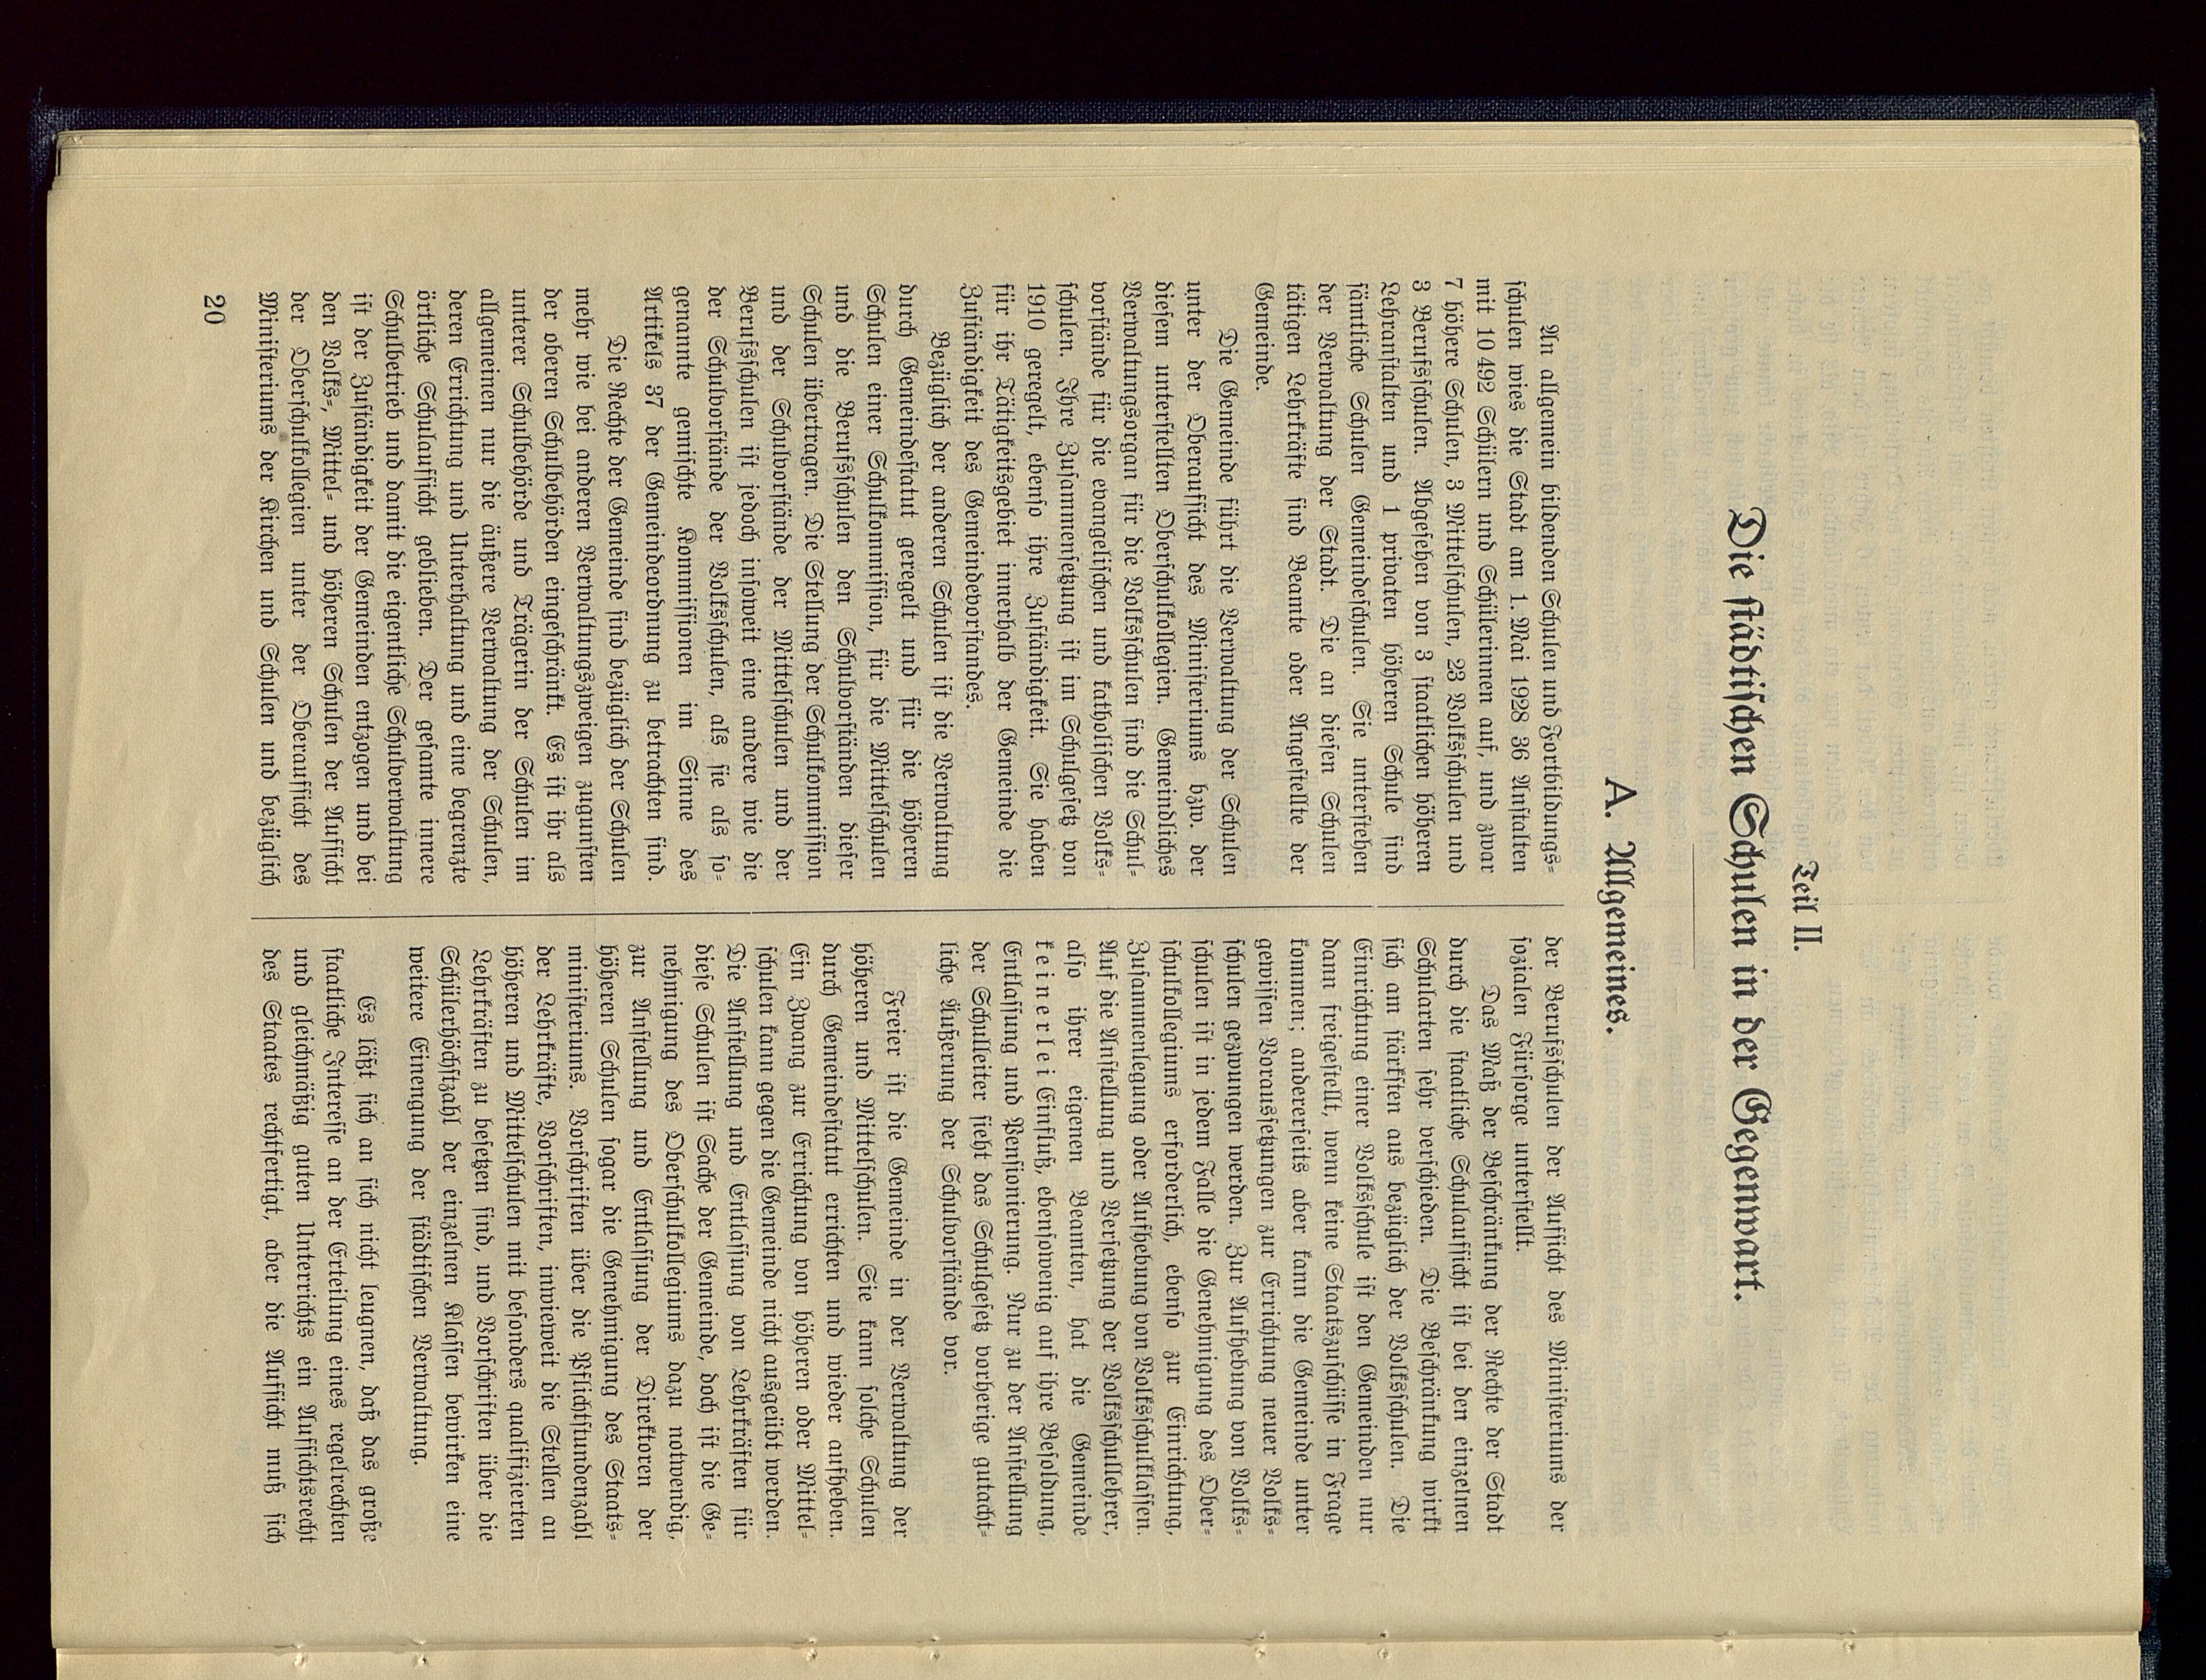 Teil II.
Die städtischen Schulen in der Gegenwart.
A. Allgemeines.
An allgemein bildenden Schulen und Fortbildungs-
schulen wies die Stadt am 1. Mai 1928 36 Anstalten
mit 10 492 Schülern und Schülerinnen auf, und zwar
7 höhere Schulen, 3 Mittelschulen, 23 Volksschulen und
3 Berufsschulen. Abgesehen von 3 staatlichen höheren
Lehranstalten und 1 privaten höheren Schule sind
sämtliche Schulen Gemeindeschulen. Sie unterstehen
der Verwaltung der Stadt. Die an diesen Schulen
tätigen Lehrkräfte sind Beamte oder Angestellte der
Gemeinde.
Die Gemeinde führt die Verwaltung der Schulen
unter der Oberaufsicht des Ministeriums bzw. der
diesem unterstellten Oberschulkollegien. Gemeindliches
Verwaltungsorgan für die Volksschulen sind die Schul-
vorstände für die evangelischen und katholischen Volks-
schulen. Ihre Zusammensetzung ist im Schulgesetz von
1910 geregelt, ebenso ihre Zuständigkeit. Sie haben
für ihr Tätigkeitsgebiet innerhalb der Gemeinde die
Zuständigkeit des Gemeindevorstandes.
Bezüglich der anderen Schulen ist die Verwaltung
durch Gemeindestatut geregelt und für die höheren
Schulen einer Schulkommission, für die Mittelschulen
und die Berufsschulen den Schulvorständen dieser
Schulen übertragen. Die Stellung der Schulkommission
und der Schulvorstände der Mittelschulen und der
Berufsschulen ist jedoch insoweit eine andere wie die
der Schulvorstände der Volksschulen, als sie als so-
genannte gemischte Kommissionen im Sinne des
Artikels 37 der Gemeindeordnung zu betrachten sind.
Die Rechte der Gemeinde sind bezüglich der Schulen
mehr wie bei anderen Verwaltungszweigen zugunsten
der oberen Schulbehörden eingeschränkt. Es ist ihr als
unterer Schulbehörde und Trägerin der Schulen im
allgemeinen nur die äußere Verwaltung der Schulen,
deren Errichtung und Unterhaltung und eine begrenzte
örtliche Schulaufsicht geblieben. Der gesamte innere
Schulbetrieb und damit die eigentliche Schulverwaltung
ist der Zuständigkeit der Gemeinden entzogen und bei
den Volks-, Mittel- und höheren Schulen der Aufsicht
der Oberschulkollegien unter der Oberaufsicht des
Ministeriums der Kirchen und Schulen und bezüglich
der Berufsschulen der Aufsicht des Ministeriums der
sozialen Fürsorge unterstellt.
Das Maß der Beschränkung der Rechte der Stadt
durch die staatliche Schulaufsicht ist bei den einzelnen
Schularten sehr verschieden. Die Beschränkung wirkt
sich am stärksten aus bezüglich der Volksschulen. Die
Einrichtung einer Volksschule ist den Gemeinden nur
dann freigestellt, wenn keine Staatszuschüsse in Frage
kommen; andererseits aber kann die Gemeinde unter
gewissen Voraussetzungen zur Errichtung neuer Volks-
schulen gezwungen werden. Zur Aufhebung von Volks-
schulen ist in jedem Falle die Genehmigung des Ober-
schulkollegiums erforderlich, ebenso zur Einrichtung,
Zusammenlegung oder Aufhebung von Volksschulklassen.
Auf die Anstellung und Versetzung der Volksschullehrer,
also ihrer eigenen Beamten, hat die Gemeinde
keinerlei Einfluß, ebensowenig auf ihre Besoldung,
Entlassung und Pensionierung. Nur zu der Anstellung
der Schulleiter sieht das Schulgesetz vorherige gutacht-
liche Äußerung der Schulvorstände vor.
Freier ist die Gemeinde in der Verwaltung der
höheren und Mittelschulen. Sie kann solche Schulen
durch Gemeindestatut errichten und wieder aufheben.
Ein Zwang zur Errichtung von höheren oder Mittel-
schulen kann gegen die Gemeinde nicht ausgeübt werden.
Die Anstellung und Entlassung von Lehrkräften für
diese Schulen ist Sache der Gemeinde, doch ist die Ge-
nehmigung des Oberschulkollegiums dazu notwendig,
zur Anstellung und Entlassung der Direktoren der
höheren Schulen sogar die Genehmigung des Staats-
ministeriums. Vorschriften über die Pflichtstundenzahl
der Lehrkräfte, Vorschriften, inwieweit die Stellen an
höheren und Mittelschulen mit besonders qualifizierten
Lehrkräften zu besetzen sind, und Vorschriften über die
Schülerhöchstzahl der einzelnen Klassen bewirken eine
weitere Einengung der städtischen Verwaltung.
Es läßt sich an sich nicht leugnen, daß das große
staatliche Interesse an der Erteilung eines regelrechten
und gleichmäßig guten Unterrichts ein Aufsichtsrecht
des Staates rechtfertigt, aber die Aufsicht muß sich
20